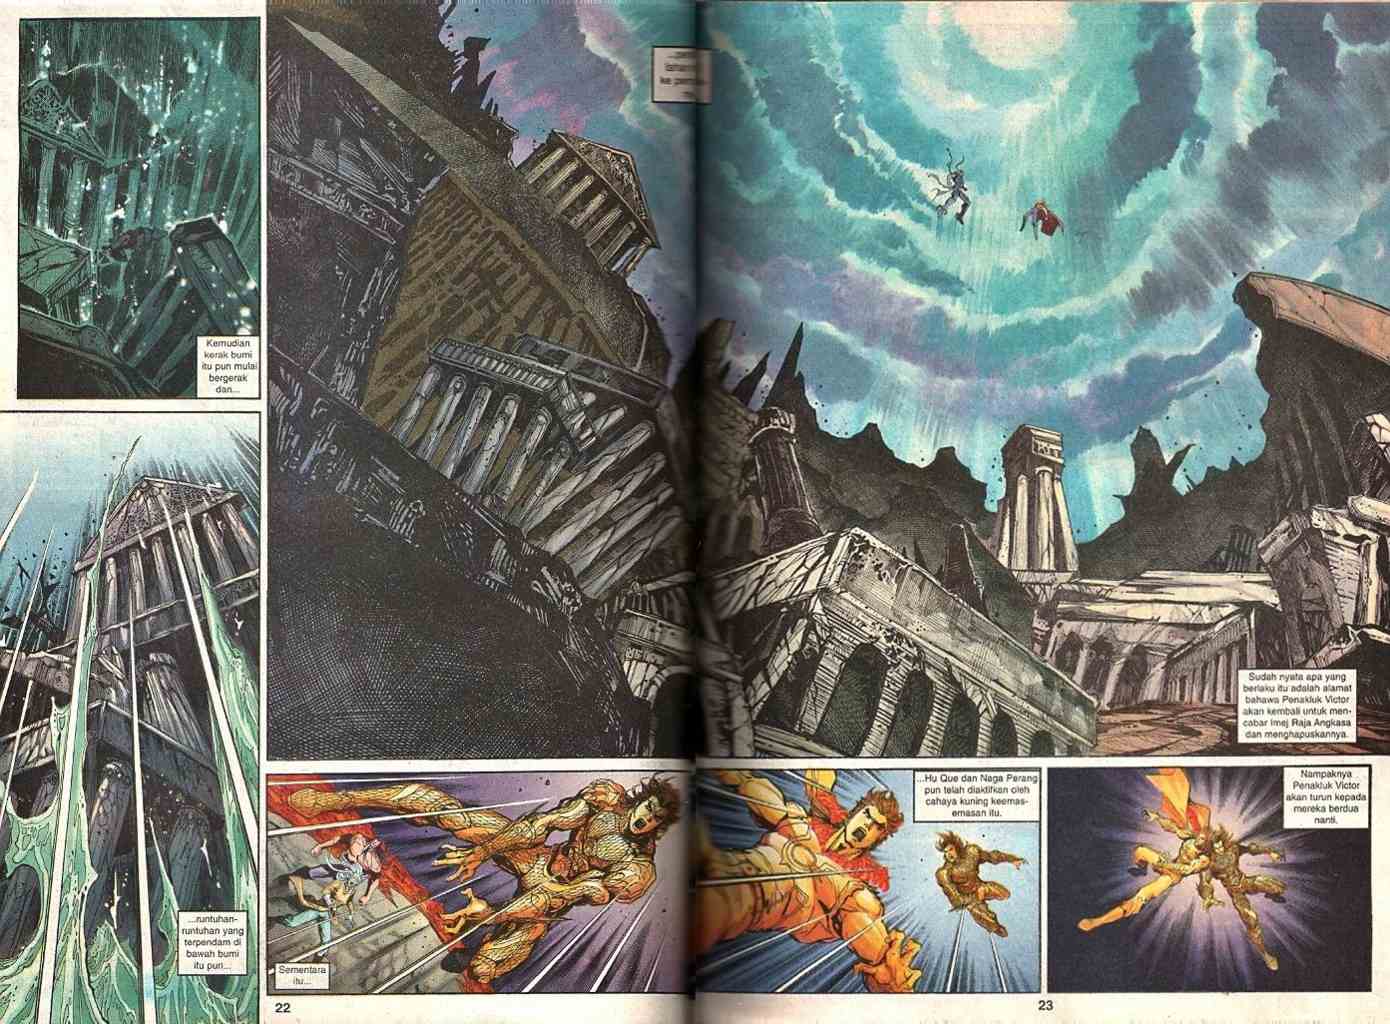 Kemudian
kerak bumi
itu pun mulai
bergerak
dan...
...runtuhan-
runtuhan yang
terpendam di
bawah bumi
itu pun...
ke
Sudah nyata apa yang
berlaku itu adalah alamat
bahawa Penakluk Victor
akan kembali untuk men-
cabar Imej Raja Angkasa
dan menghapuskannya.
Sementara
itu...
...Hu Que dan Naga Perang
pun telah diaktifkan oleh
cahaya kuning keemas-
emasan itu.
Nampaknya
Penakluk Victor
akan turun kepada
mereka berdua
nanti.
22
23